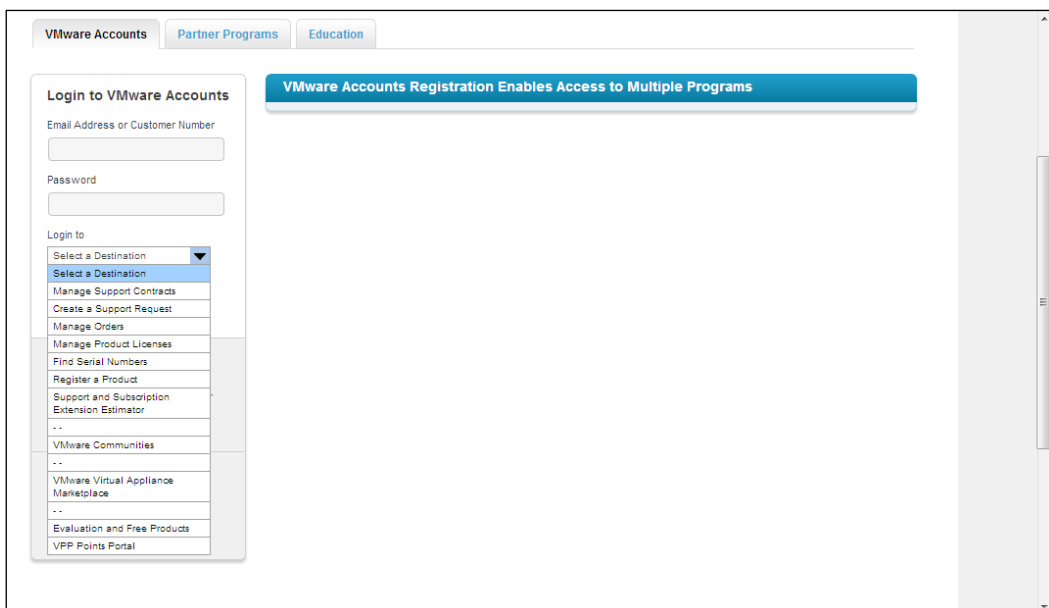 VMware Accounts
Partner Programs
Education
Login to VMware Accounts
VMware Accounts Registration Enables Access to Multiple Programs
Email Address or Customer Number
Password
Login to
Select a Destination
Select a Destination
Manage Support Contracts
Create a Support Request
Manage Orders
Manage Product Licenses
Find Serial Numbers
Register a Product
Support and Subscription
Extension Estimator
- -
VMware Communities
- -
VMware Virtual Appliance
Marketplace
- -
Evaluation and Free Products
VPP Points Portal